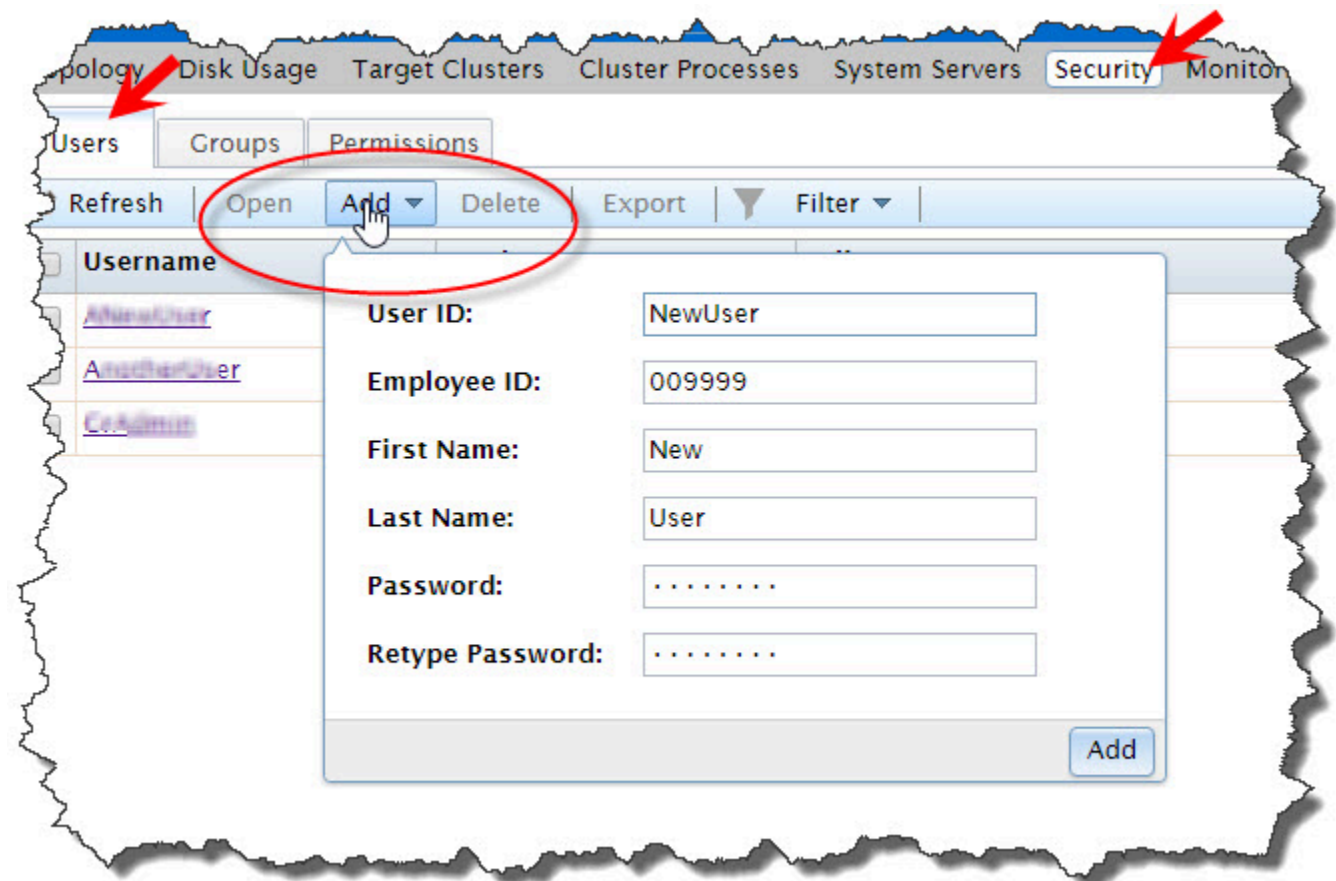 pology Disk Usage Target Clusters Cluster Processes System Servers Security Monitor
Users Groups Permissions
Refresh Open Add Delete Export Filter
Username
User ID: NewUser
AnotherUser
Employee ID: 009999
First Name: New
Last Name: User
Password: ········
Retype Password: ········
Add